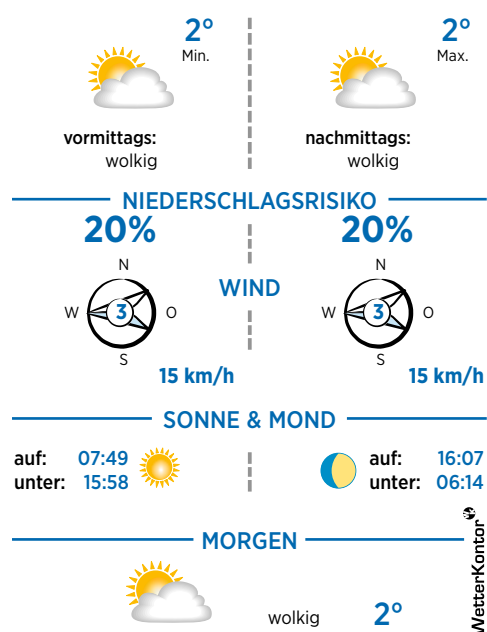 2° 2°
Min. Max.
vormittags: nachmittags:
wolkig wolkig
NIEDERSCHLAGSRISIKO
20% 20%
N N
WIND
W 3 O W 3 O
S S
15 km/h 15 km/h
SONNE & MOND
auf: 07:49 auf: 16:07
unter: 15:58 unter: 06:14
MORGEN
wolkig 2°
WetterKontor